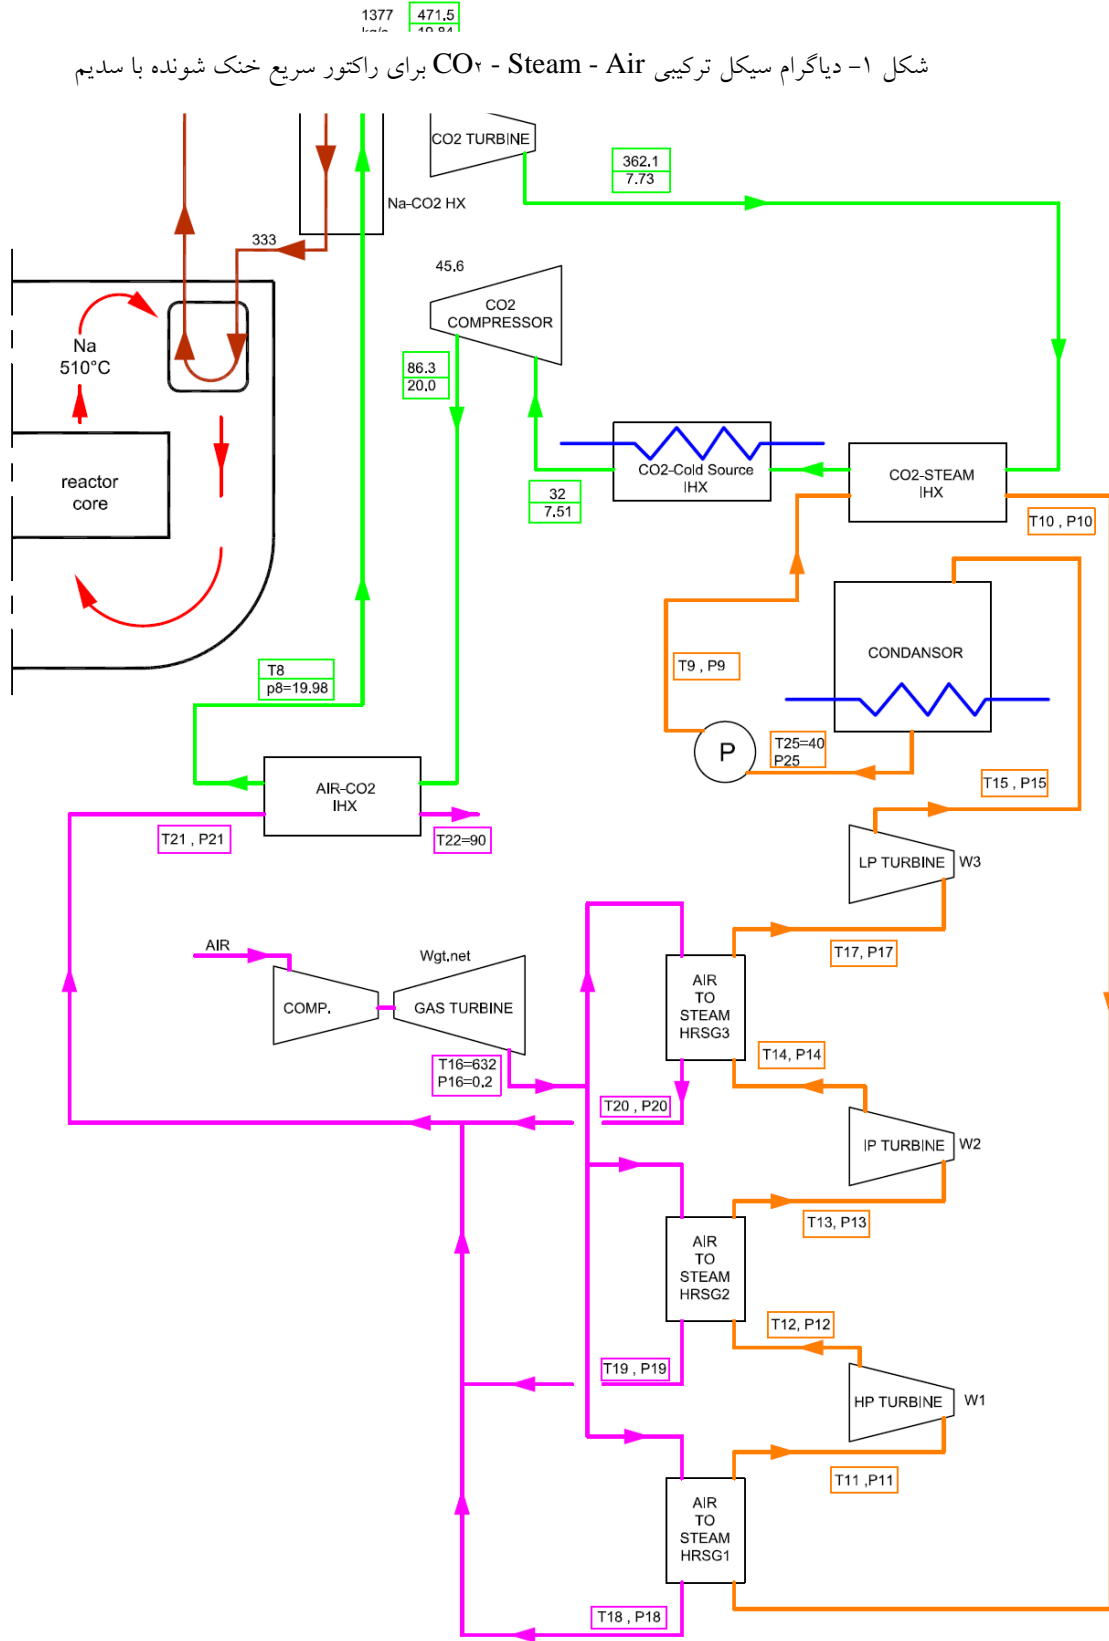 1377
471.5
kg/s
19.84
شکل ۱- دیاگرام سیکل ترکیبی CO۲ - Steam - Air برای راکتور سریع خنک شونده با سدیم
CO2 TURBINE
362.1
7.73
Na-CO2 HX
333
45.6
CO2
COMPRESSOR
Na
510°C
86.3
20.0
reactor
core
CO2-Cold Source
IHX
CO2-STEAM
IHX
32
7.51
T10 , P10
CONDANSOR
T9 , P9
T8
p8=19.98
P
T25=40
P25
T15 , P15
AIR-CO2
IHX
T21 , P21
T22=90
LP TURBINE
W3
AIR
Wgt,net
T17, P17
COMP.
GAS TURBINE
AIR
TO
STEAM
HRSG3
T16=632
P16=0.2
T14, P14
T20 , P20
IP TURBINE
W2
T13, P13
AIR
TO
STEAM
HRSG2
T12, P12
T19 , P19
HP TURBINE
W1
T11 ,P11
AIR
TO
STEAM
HRSG1
T18 , P18